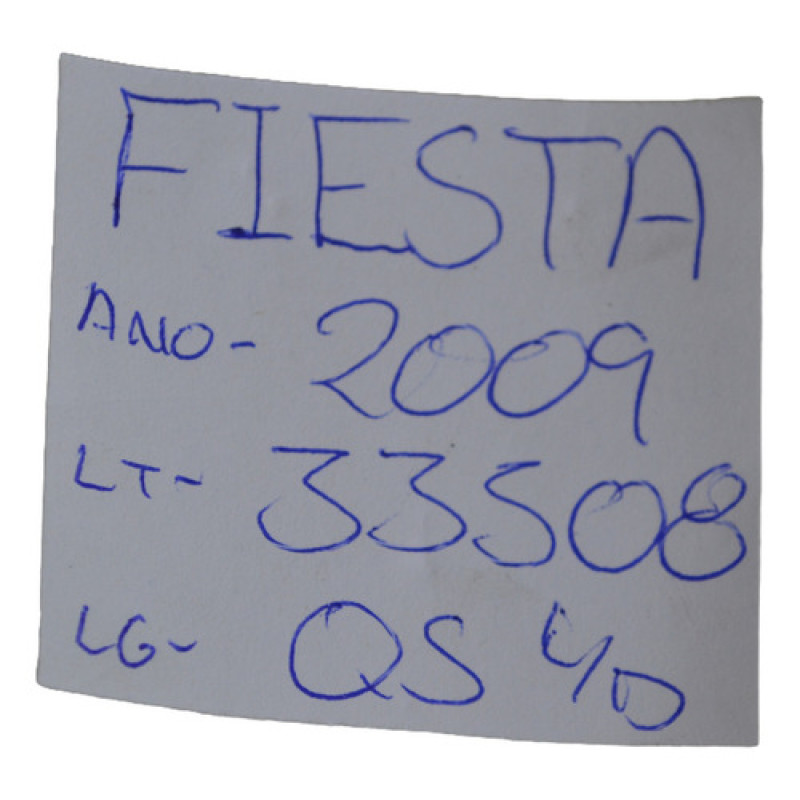 FIESTA
ANO- 2009
LT- 33508
LG- QS 4/D